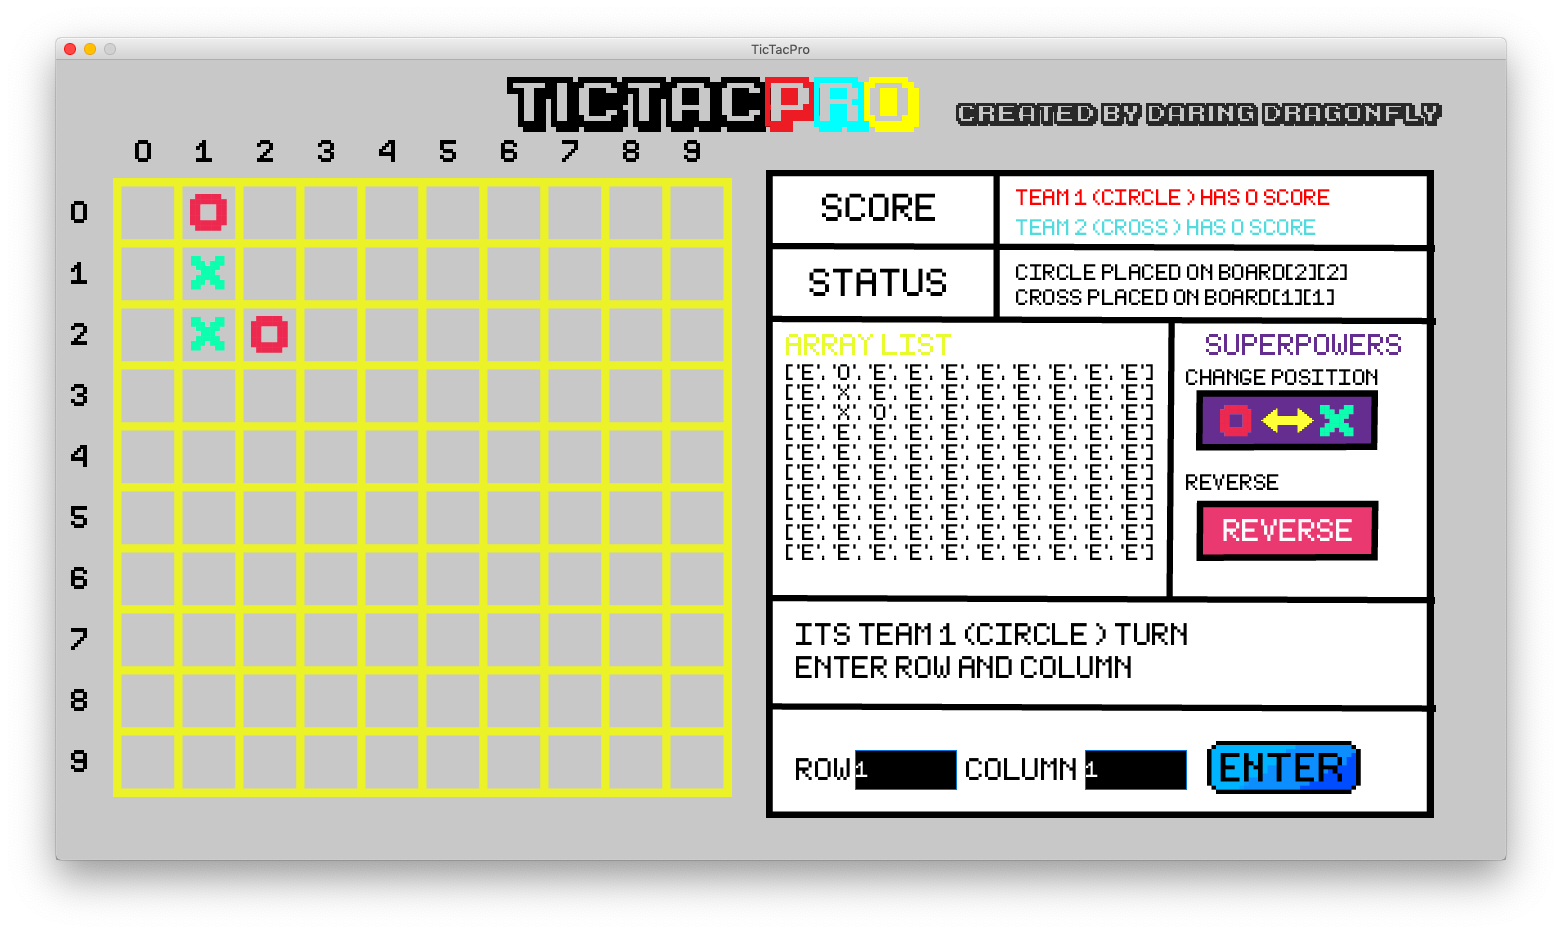 TicTacPro
TICTACPRO
CREATED BY DARING DRAGONFLY
0 1 2 3 4 5 6 7 8 9
0
1
2
3
4
5
6
7
8
9
SCORE
TEAM 1 (CIRCLE ) HAS 0 SCORE
TEAM 2 (CROSS ) HAS 0 SCORE
STATUS
CIRCLE PLACED ON BOARD[2][2]
CROSS PLACED ON BOARD[1][1]
ARRAY LIST
['E', 'O', 'E', 'E', 'E', 'E', 'E', 'E', 'E', 'E']
['E', 'X', 'E', 'E', 'E', 'E', 'E', 'E', 'E', 'E']
['E', 'X', 'O', 'E', 'E', 'E', 'E', 'E', 'E', 'E']
['E', 'E', 'E', 'E', 'E', 'E', 'E', 'E', 'E', 'E']
['E', 'E', 'E', 'E', 'E', 'E', 'E', 'E', 'E', 'E']
['E', 'E', 'E', 'E', 'E', 'E', 'E', 'E', 'E', 'E']
['E', 'E', 'E', 'E', 'E', 'E', 'E', 'E', 'E', 'E']
['E', 'E', 'E', 'E', 'E', 'E', 'E', 'E', 'E', 'E']
['E', 'E', 'E', 'E', 'E', 'E', 'E', 'E', 'E', 'E']
['E', 'E', 'E', 'E', 'E', 'E', 'E', 'E', 'E', 'E']
SUPERPOWERS
CHANGE POSITION
REVERSE
REVERSE
ITS TEAM 1 (CIRCLE ) TURN
ENTER ROW AND COLUMN
ROW 1 COLUMN 1 ENTER